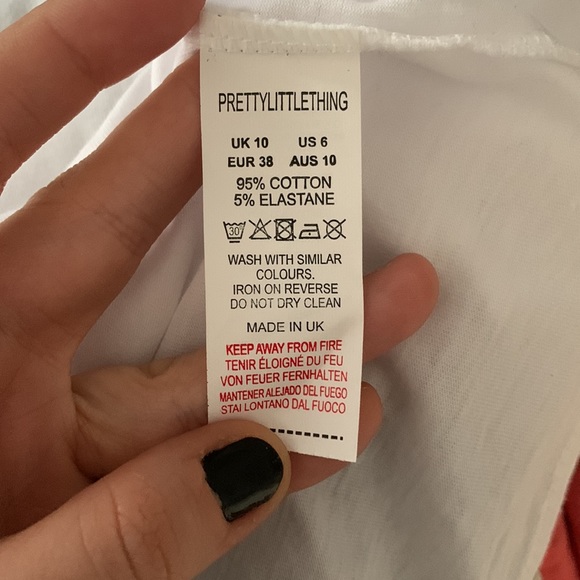 PRETTYLITTLETHING
UK 10 US 6
EUR 38 AUS 10
95% COTTON
5% ELASTANE
30°
WASH WITH SIMILAR
COLOURS.
IRON ON REVERSE
DO NOT DRY CLEAN
MADE IN UK
KEEP AWAY FROM FIRE
TENIR ÉLOIGNÉ DU FEU
VON FEUER FERNHALTEN
MANTENER ALEJADO DEL FUEGO
STAI LONTANO DAL FUOCO